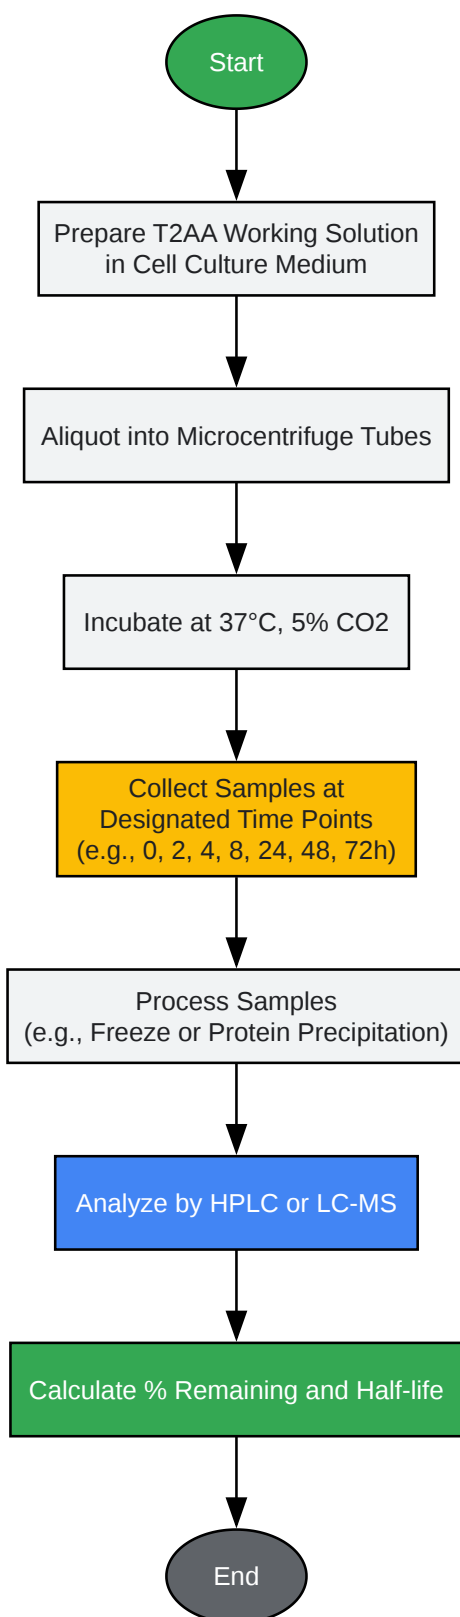 Start
Prepare T2AA Working Solution
in Cell Culture Medium
Aliquot into Microcentrifuge Tubes
Incubate at 37°C, 5% CO2
Collect Samples at
Designated Time Points
(e.g., 0, 2, 4, 8, 24, 48, 72h)
Process Samples
(e.g., Freeze or Protein Precipitation)
Analyze by HPLC or LC-MS
Calculate % Remaining and Half-life
End